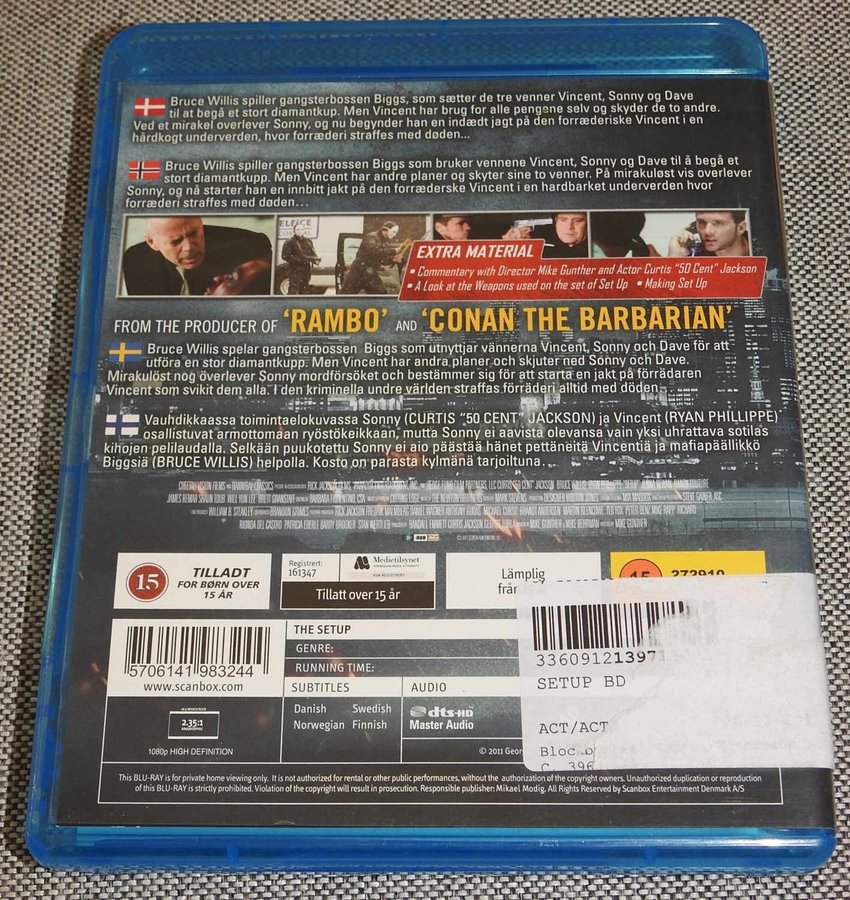 Bruce Willis spiller gangsterbossen Biggs, som sætter de tre venner Vincent, Sonny og Dave
til at begå et stort diamantkup. Men Vincent har brug for alle pengene selv og skyder de to andre.
Ved et mirakel overlever Sonny, og nu begynder han en indædt jagt på den forræderiske Vincent i en
hårdkogt underverden, hvor forræderi straffes med døden...
Bruce Willis spiller gangsterbossen Biggs som bruker vennene Vincent, Sonny og Dave til å begå et
stort diamantkupp. Men Vincent har andre planer og skyter sine to venner. På mirakuløst vis overlever
Sonny, og nå starter han en innbitt jakt på den forræderske Vincent i en hardbarket underverden hvor
forræderi straffes med døden...
EXTRA MATERIAL
• Commentary with Director Mike Gunther and Actor Curtis "50 Cent" Jackson
• A Look at the Weapons used on the set of Set Up • Making Set Up
FROM THE PRODUCER OF 'RAMBO' AND 'CONAN THE BARBARIAN'
Bruce Willis spelar gangsterbossen Biggs som utnyttjar vännerna Vincent, Sonny och Dave för att
utföra en stor diamantkupp. Men Vincent har andra planer och skjuter ned Sonny och Dave.
Mirakulöst nog överlever Sonny mordförsöket och bestämmer sig för att starta en jakt på förrädaren
Vincent som svikit dem alla. I den kriminella undre världen straffas förräderi alltid med döden.
Vauhdikkaassa toimintaelokuvassa Sonny (CURTIS "50 CENT" JACKSON) ja Vincent (RYAN PHILLIPPE)
osallistuvat armottomaan ryöstökeikkaan, mutta Sonny ei aavista olevansa vain yksi uhrattava sotilas
kihojen pelilaudalla. Selkään puukotettu Sonny ei aio päästää hänet pettäneitä Vincentiä ja mafiapäällikkö
Biggsiä (BRUCE WILLIS) helpolla. Kosto on parasta kylmänä tarjoiltuna.
15 TILLADT
FOR BØRN OVER
15 ÅR
Registrert:
161347
Medietilsynet
Tillatt over 15 år
Lämplig
från
15 272910
5706141 983244
www.scanbox.com
THE SETUP
GENRE:
RUNNING TIME:
SUBTITLES
AUDIO
Danish Swedish
Norwegian Finnish
dts-HD
Master Audio
2.35:1
1080p HIGH DEFINITION
© 2011 Geor
336091213971
SETUP BD
ACT/ACT
Blockb
C 396
This BLU-RAY is for private home viewing only. It is not authorized for rental or other public performances, without the authorization of the copyright owners. Unauthorized duplication or reproduction
of this BLU-RAY is strictly prohibited. Violation of the copyright will result in prosecution. Responsible publisher: Mikael Modig. All Rights Reserved by Scanbox Entertainment Denmark A/S